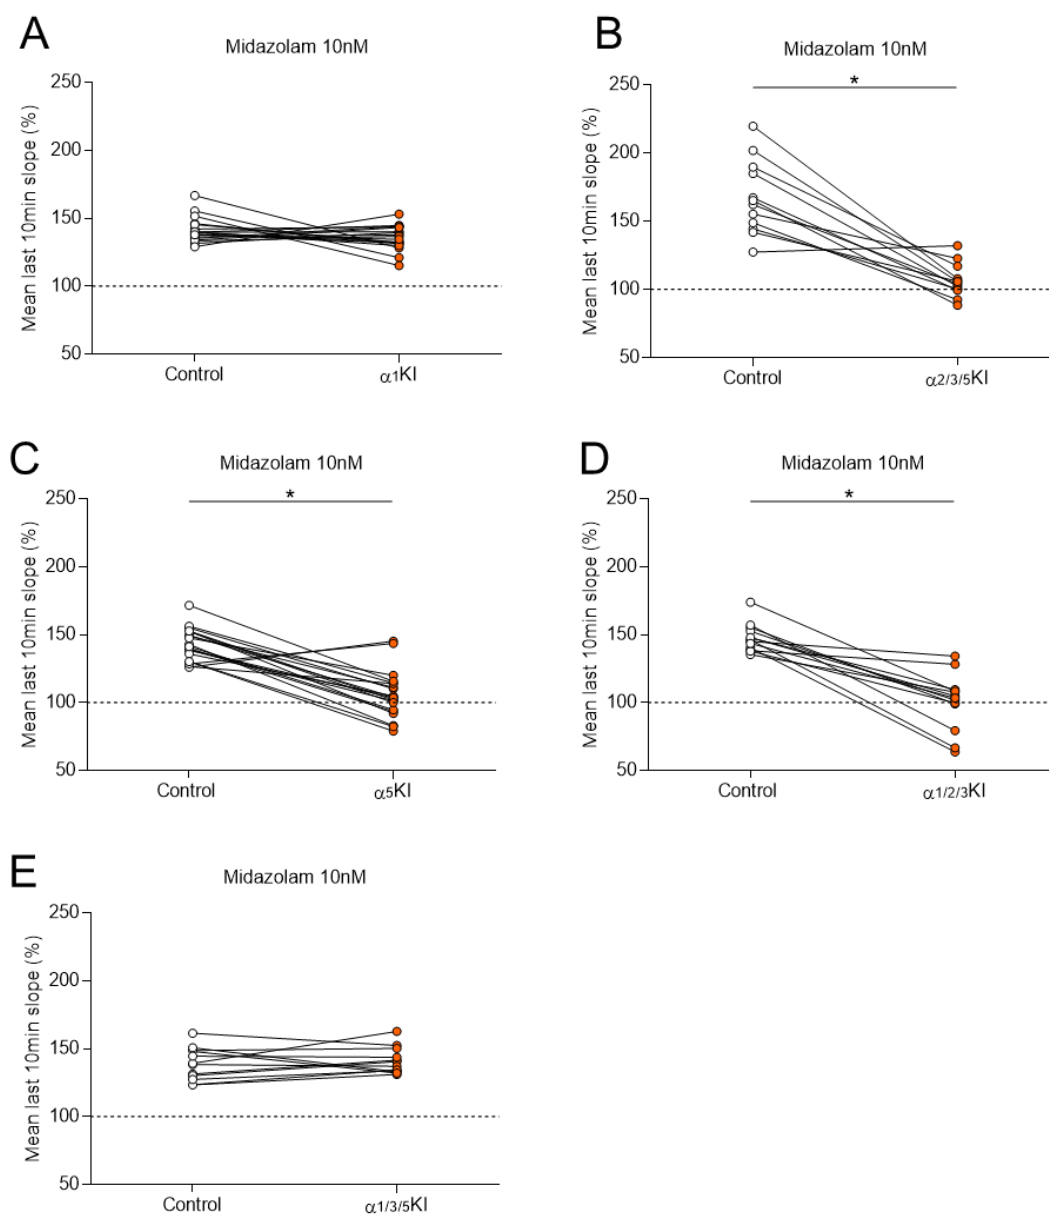 A
Midazolam 10nM
Mean last 10min slope (%)
250
200
150
100
50
Control
α1KI
B
Midazolam 10nM
*
Mean last 10min slope (%)
250
200
150
100
50
Control
α2/3/5KI
C
Midazolam 10nM
*
Mean last 10min slope (%)
250
200
150
100
50
Control
α5KI
D
Midazolam 10nM
*
Mean last 10min slope (%)
250
200
150
100
50
Control
α1/2/3KI
E
Midazolam 10nM
Mean last 10min slope (%)
250
200
150
100
50
Control
α1/3/5KI